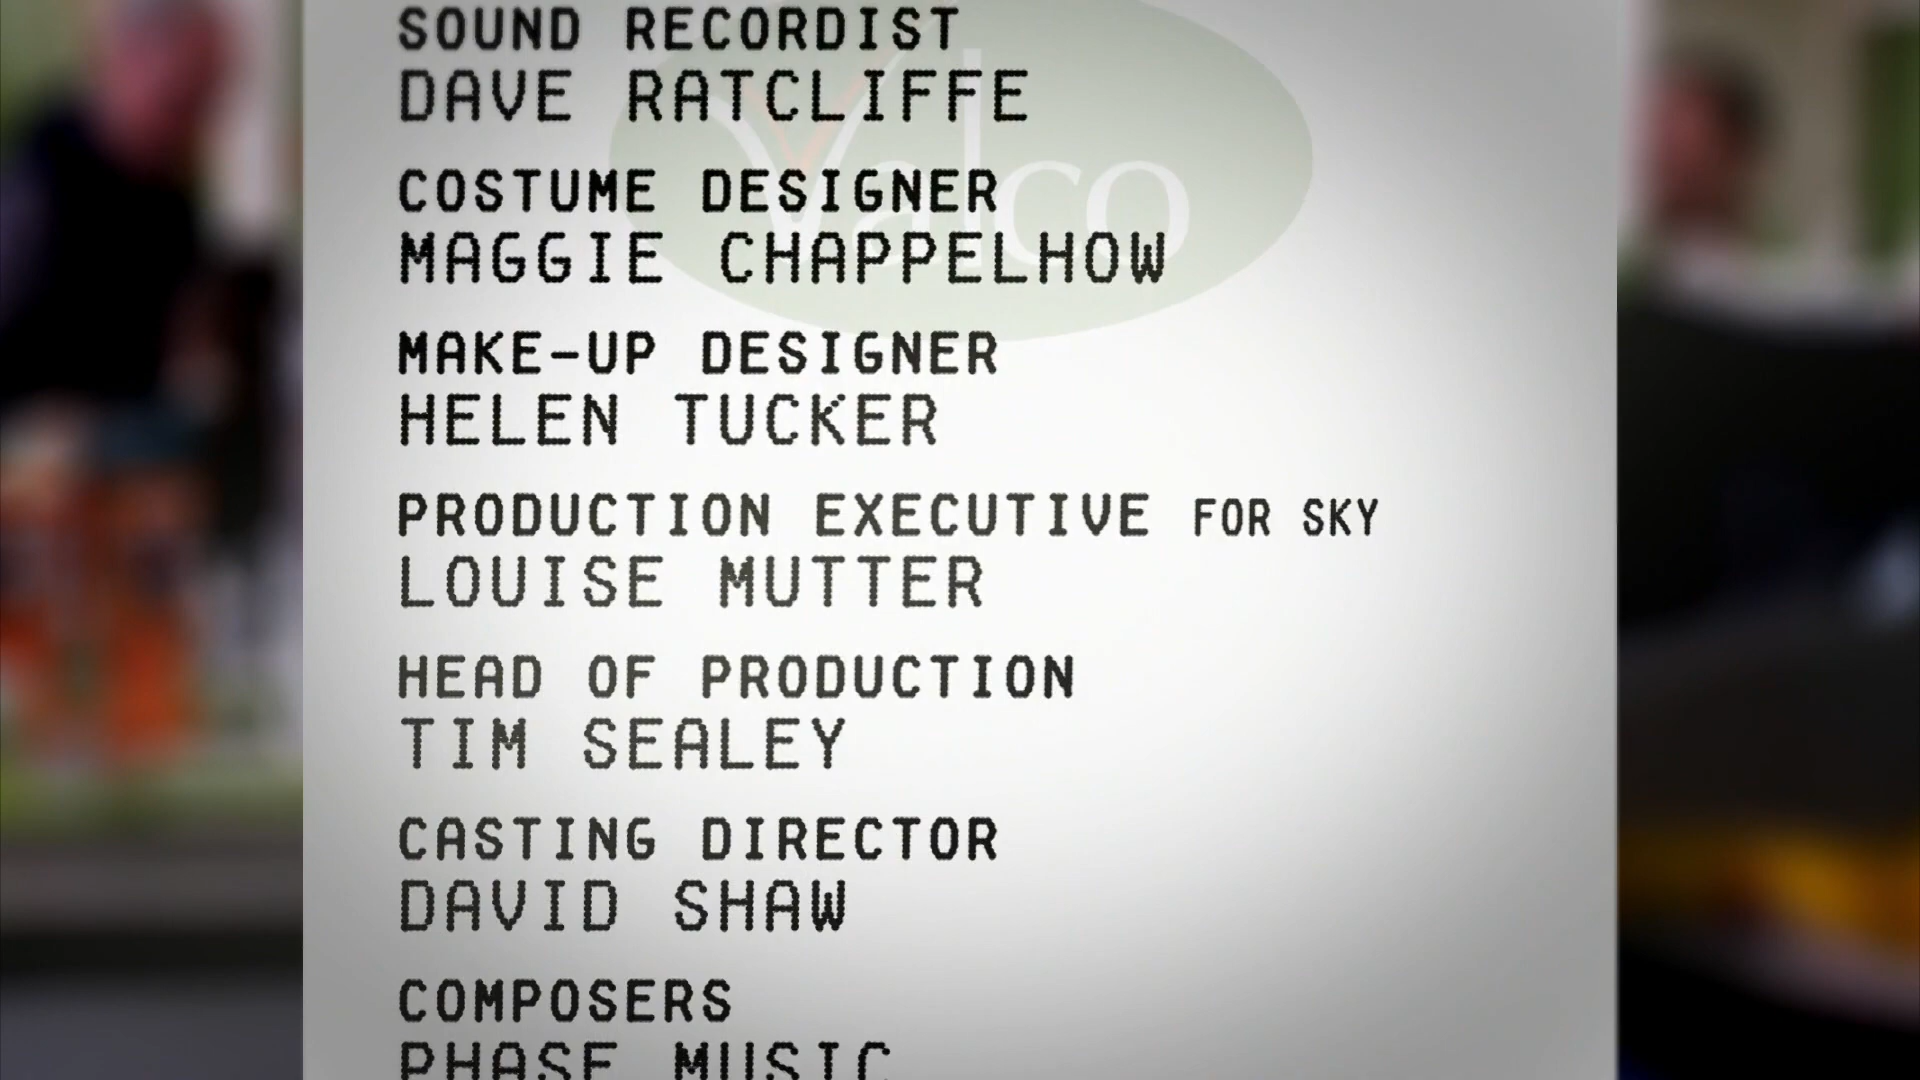 SOUND RECORDIST
DAVE RATCLIFFE
Valco
COSTUME DESIGNER
MAGGIE CHAPPELHOW
MAKE-UP DESIGNER
HELEN TUCKER
PRODUCTION EXECUTIVE FOR SKY
LOUISE MUTTER
HEAD OF PRODUCTION
TIM SEALEY
CASTING DIRECTOR
DAVID SHAW
COMPOSERS
PHASE MUSIC